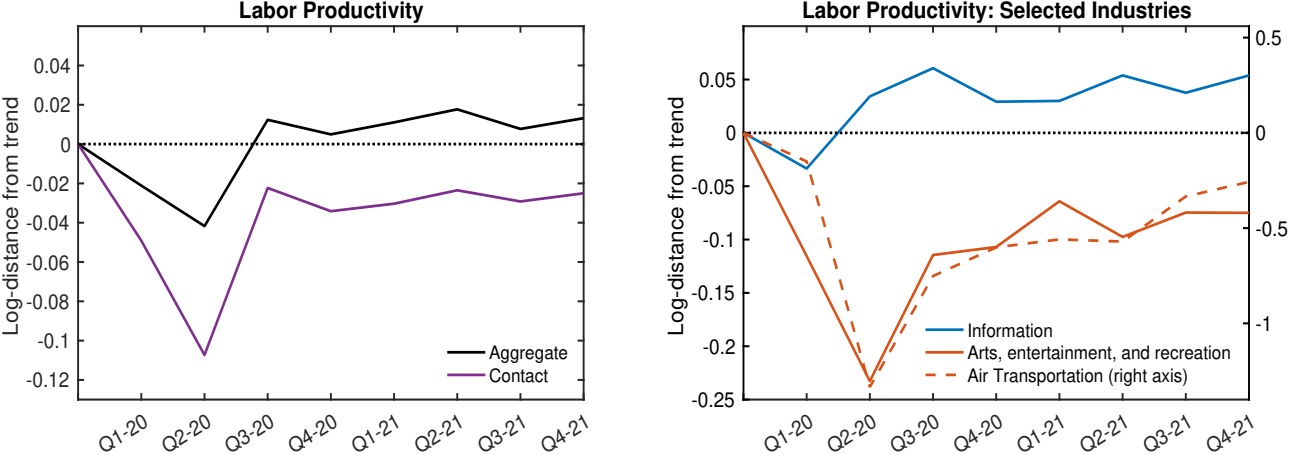 Labor Productivity
Log-distance from trend
0.04
0.02
0
-0.02
-0.04
-0.06
-0.08
-0.1
-0.12
Aggregate
Contact
Q1-20
Q2-20
Q3-20
Q4-20
Q1-21
Q2-21
Q3-21
Q4-21
Labor Productivity: Selected Industries
Log-distance from trend
0.05
0
-0.05
-0.1
-0.15
-0.2
-0.25
0.5
0
-0.5
-1
Information
Arts, entertainment, and recreation
Air Transportation (right axis)
Q1-20
Q2-20
Q3-20
Q4-20
Q1-21
Q2-21
Q3-21
Q4-21